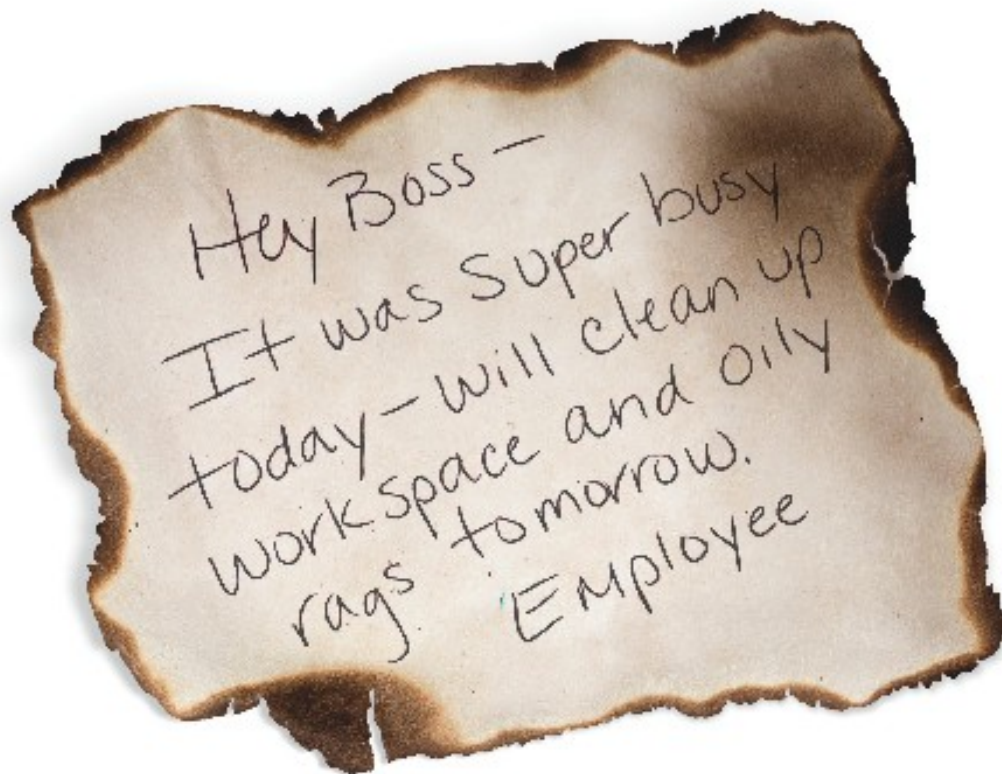 Hey Boss —
It was Super busy
today – will clean up
workspace and oily
rags tomorrow.
Employee